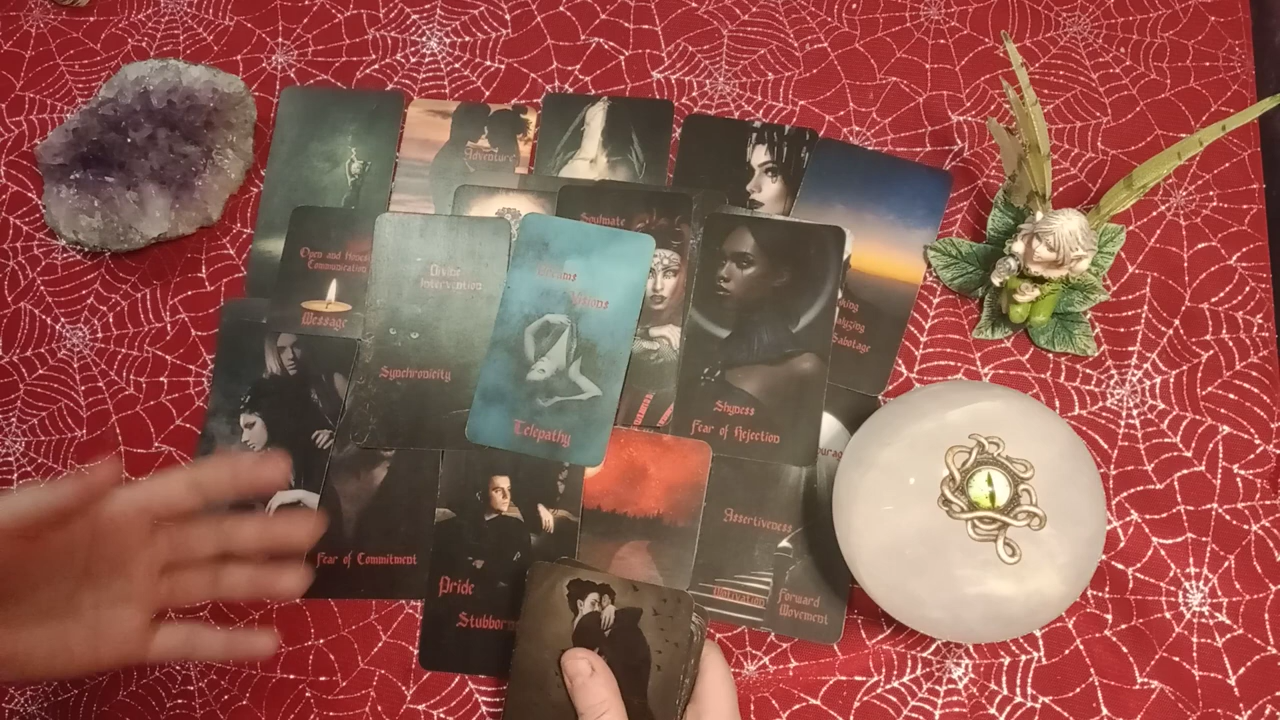 Adventure
Soulmate
Open and Honest
Communication
Message
Divine
Intervention
Synchronicity
Visions
Telepathy
Sabotage
Shyness
Fear of Rejection
Fear of Commitment
Pride
Stubborn
Assertiveness
Motivation
Forward
Movement